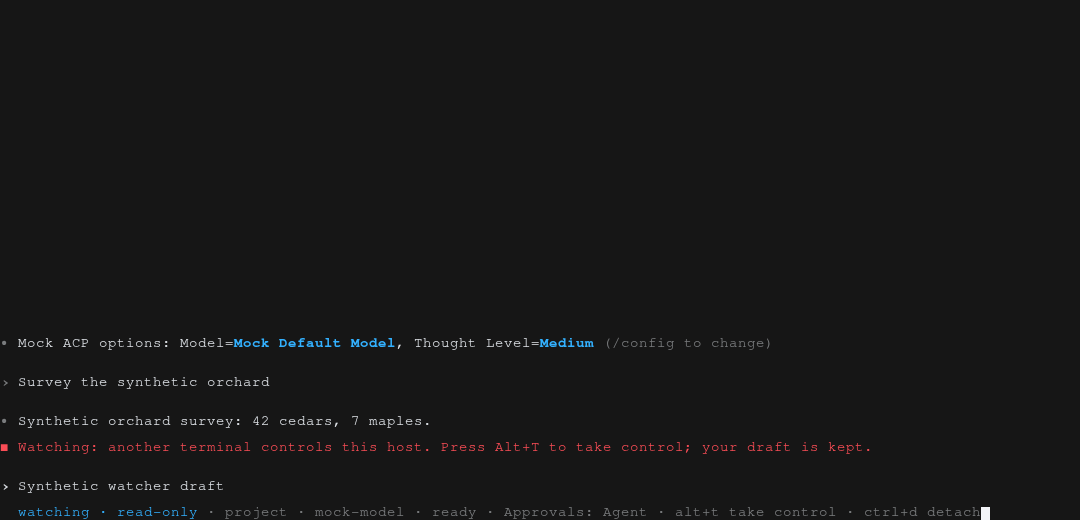 • Mock ACP options: Model=Mock Default Model, Thought Level=Medium (/config to change)
› Survey the synthetic orchard
• Synthetic orchard survey: 42 cedars, 7 maples.
■ Watching: another terminal controls this host. Press Alt+T to take control; your draft is kept.
› Synthetic watcher draft
watching · read-only · project · mock-model · ready · Approvals: Agent · alt+t take control · ctrl+d detach